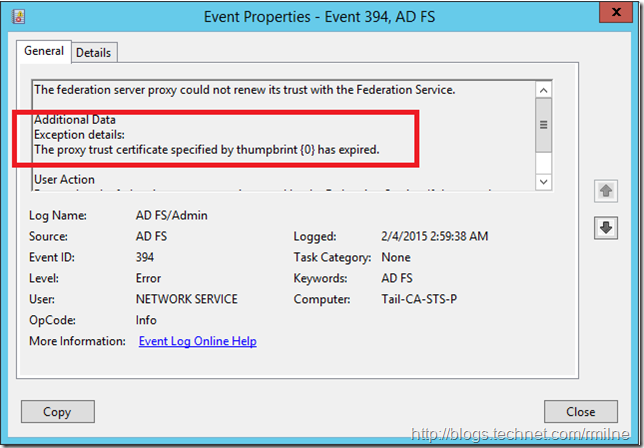 Event Properties - Event 394, AD FS
x
General
Details
The federation server proxy could not renew its trust with the Federation Service.
Additional Data
Exception details:
The proxy trust certificate specified by thumbprint {0} has expired.
User Action
Log Name: AD FS/Admin
Source: AD FS Logged: 2/4/2015 2:59:38 AM
Event ID: 394 Task Category: None
Level: Error Keywords: AD FS
User: NETWORK SERVICE Computer: Tail-CA-STS-P
OpCode: Info
More Information: Event Log Online Help
Copy
Close
http://blogs.technet.com/rmilne